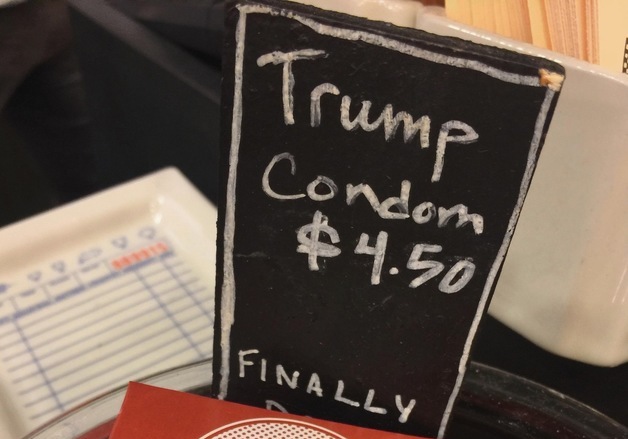 Trump
Condom
$4.50
FINALLY